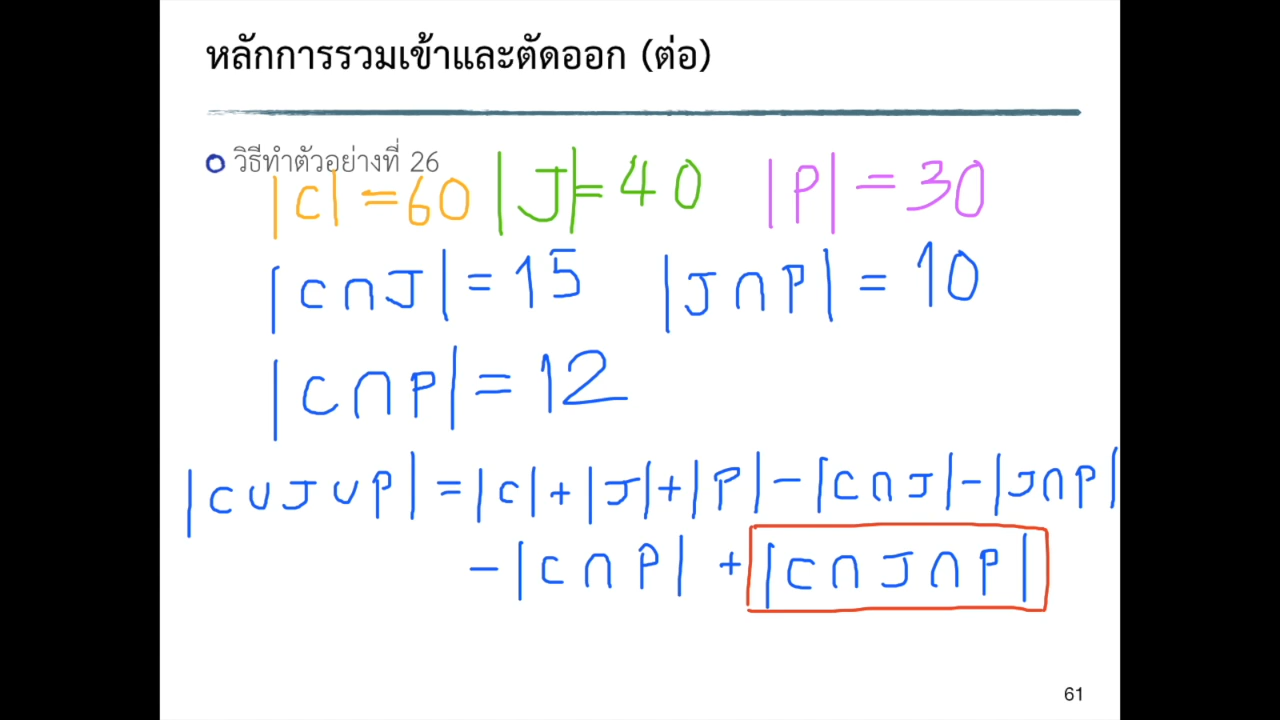 หลักการรวมเข้าและตัดออก (ต่อ)
วิธีทำตัวอย่างที่ 26
|C| = 60 |J| = 40 |P| = 30
|C∩J| = 15 |J∩P| = 10
|C∩P| = 12
|C∪J∪P| = |C| + |J| + |P| - |C∩J| - |J∩P|
- |C∩P| + |C∩J∩P|
61